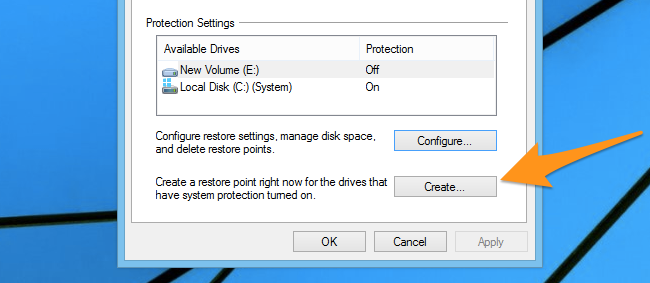 Protection Settings
Available Drives Protection
New Volume (E:) Off
Local Disk (C:) (System) On
Configure restore settings, manage disk space,
and delete restore points.
Configure...
Create a restore point right now for the drives that
have system protection turned on.
Create...
OK Cancel Apply